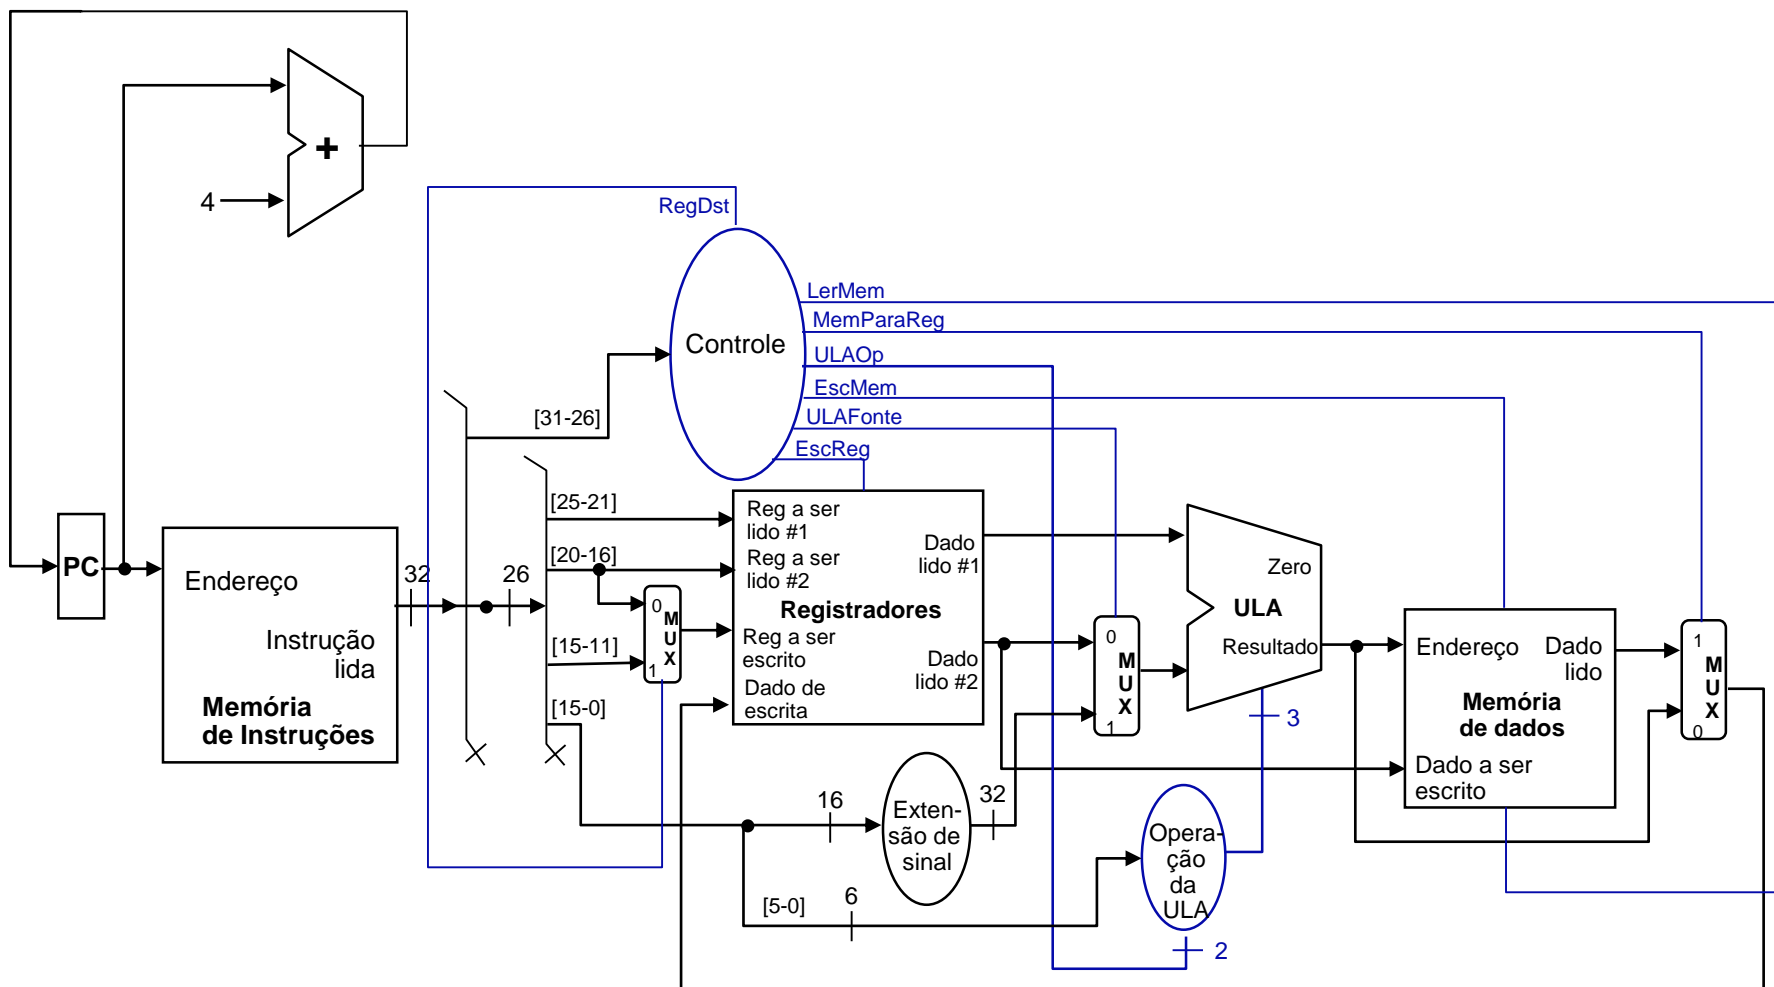 +
4
RegDst
LerMem
MemParaReg
Controle
ULAOp
EscMem
ULAFonte
EscReg
[31-26]
[25-21]
[20-16]
[15-11]
[15-0]
PC
Endereço
Instrução
lida
Memória
de Instruções
32
26
0
M
U
X
1
Reg a ser
lido #1
Reg a ser
lido #2
Registradores
Reg a ser
escrito
Dado de
escrita
Dado
lido #1
Dado
lido #2
0
M
U
X
1
Zero
ULA
Resultado
3
Endereço
Dado
lido
Memória
de dados
Dado a ser
escrito
1
M
U
X
0
16
Exten-
são de
sinal
32
[5-0]
6
Opera-
ção
da
ULA
2